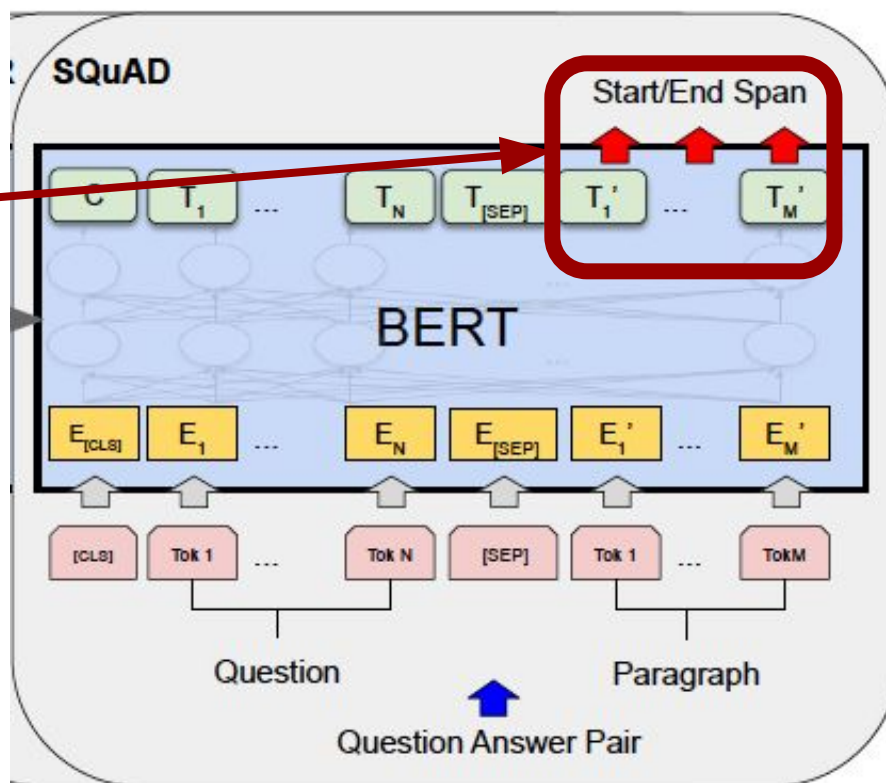 R SQuAD
Start/End Span
C T1 ... TN T[SEP] T1' ... TM'
...
BERT
...
E[CLS] E1 ... EN E[SEP] E1' ... EM'
[CLS] Tok 1 ... Tok N [SEP] Tok 1 ... TokM
Question Paragraph
Question Answer Pair